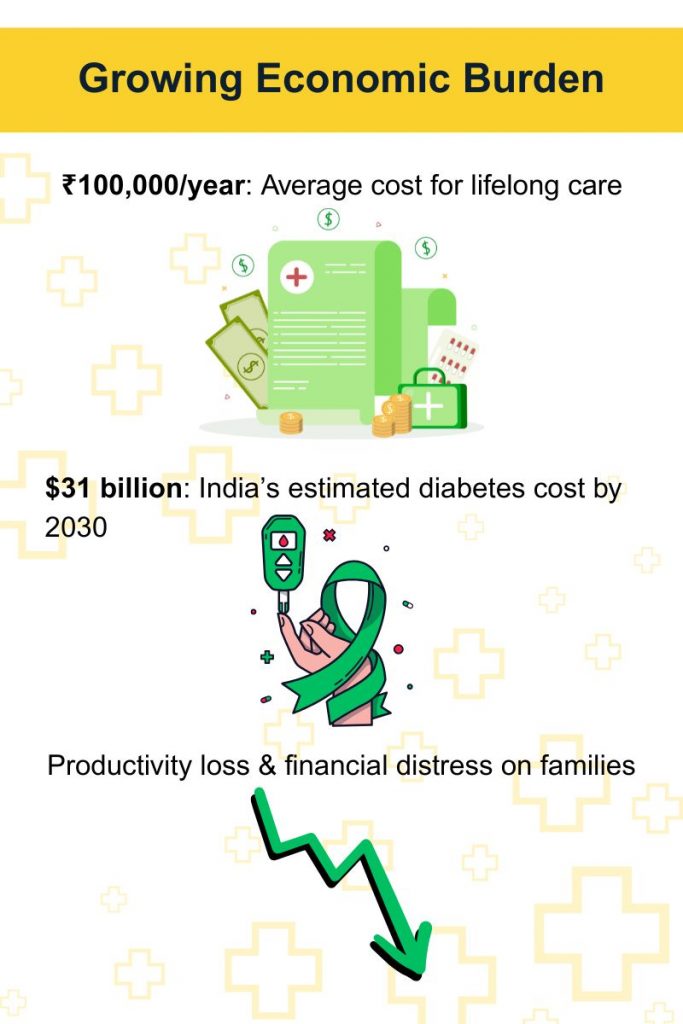 Growing Economic Burden
₹100,000/year: Average cost for lifelong care
$31 billion: India’s estimated diabetes cost by
2030
Productivity loss & financial distress on families